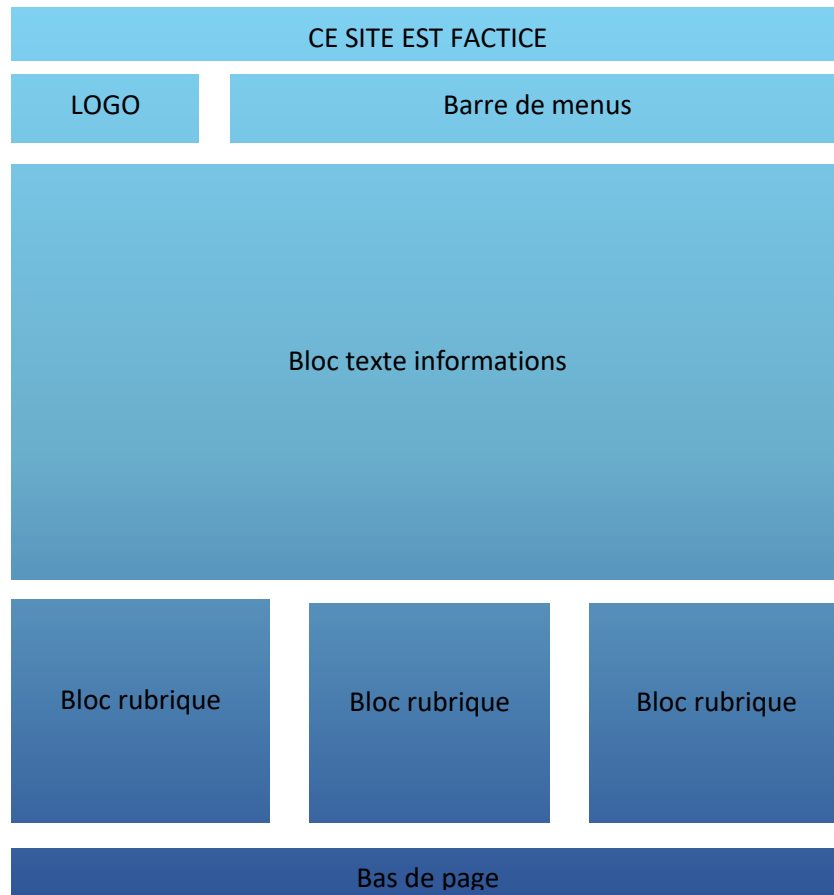 CE SITE EST FACTICE
LOGO
Barre de menus
Bloc texte informations
Bloc rubrique
Bloc rubrique
Bloc rubrique
Bas de page